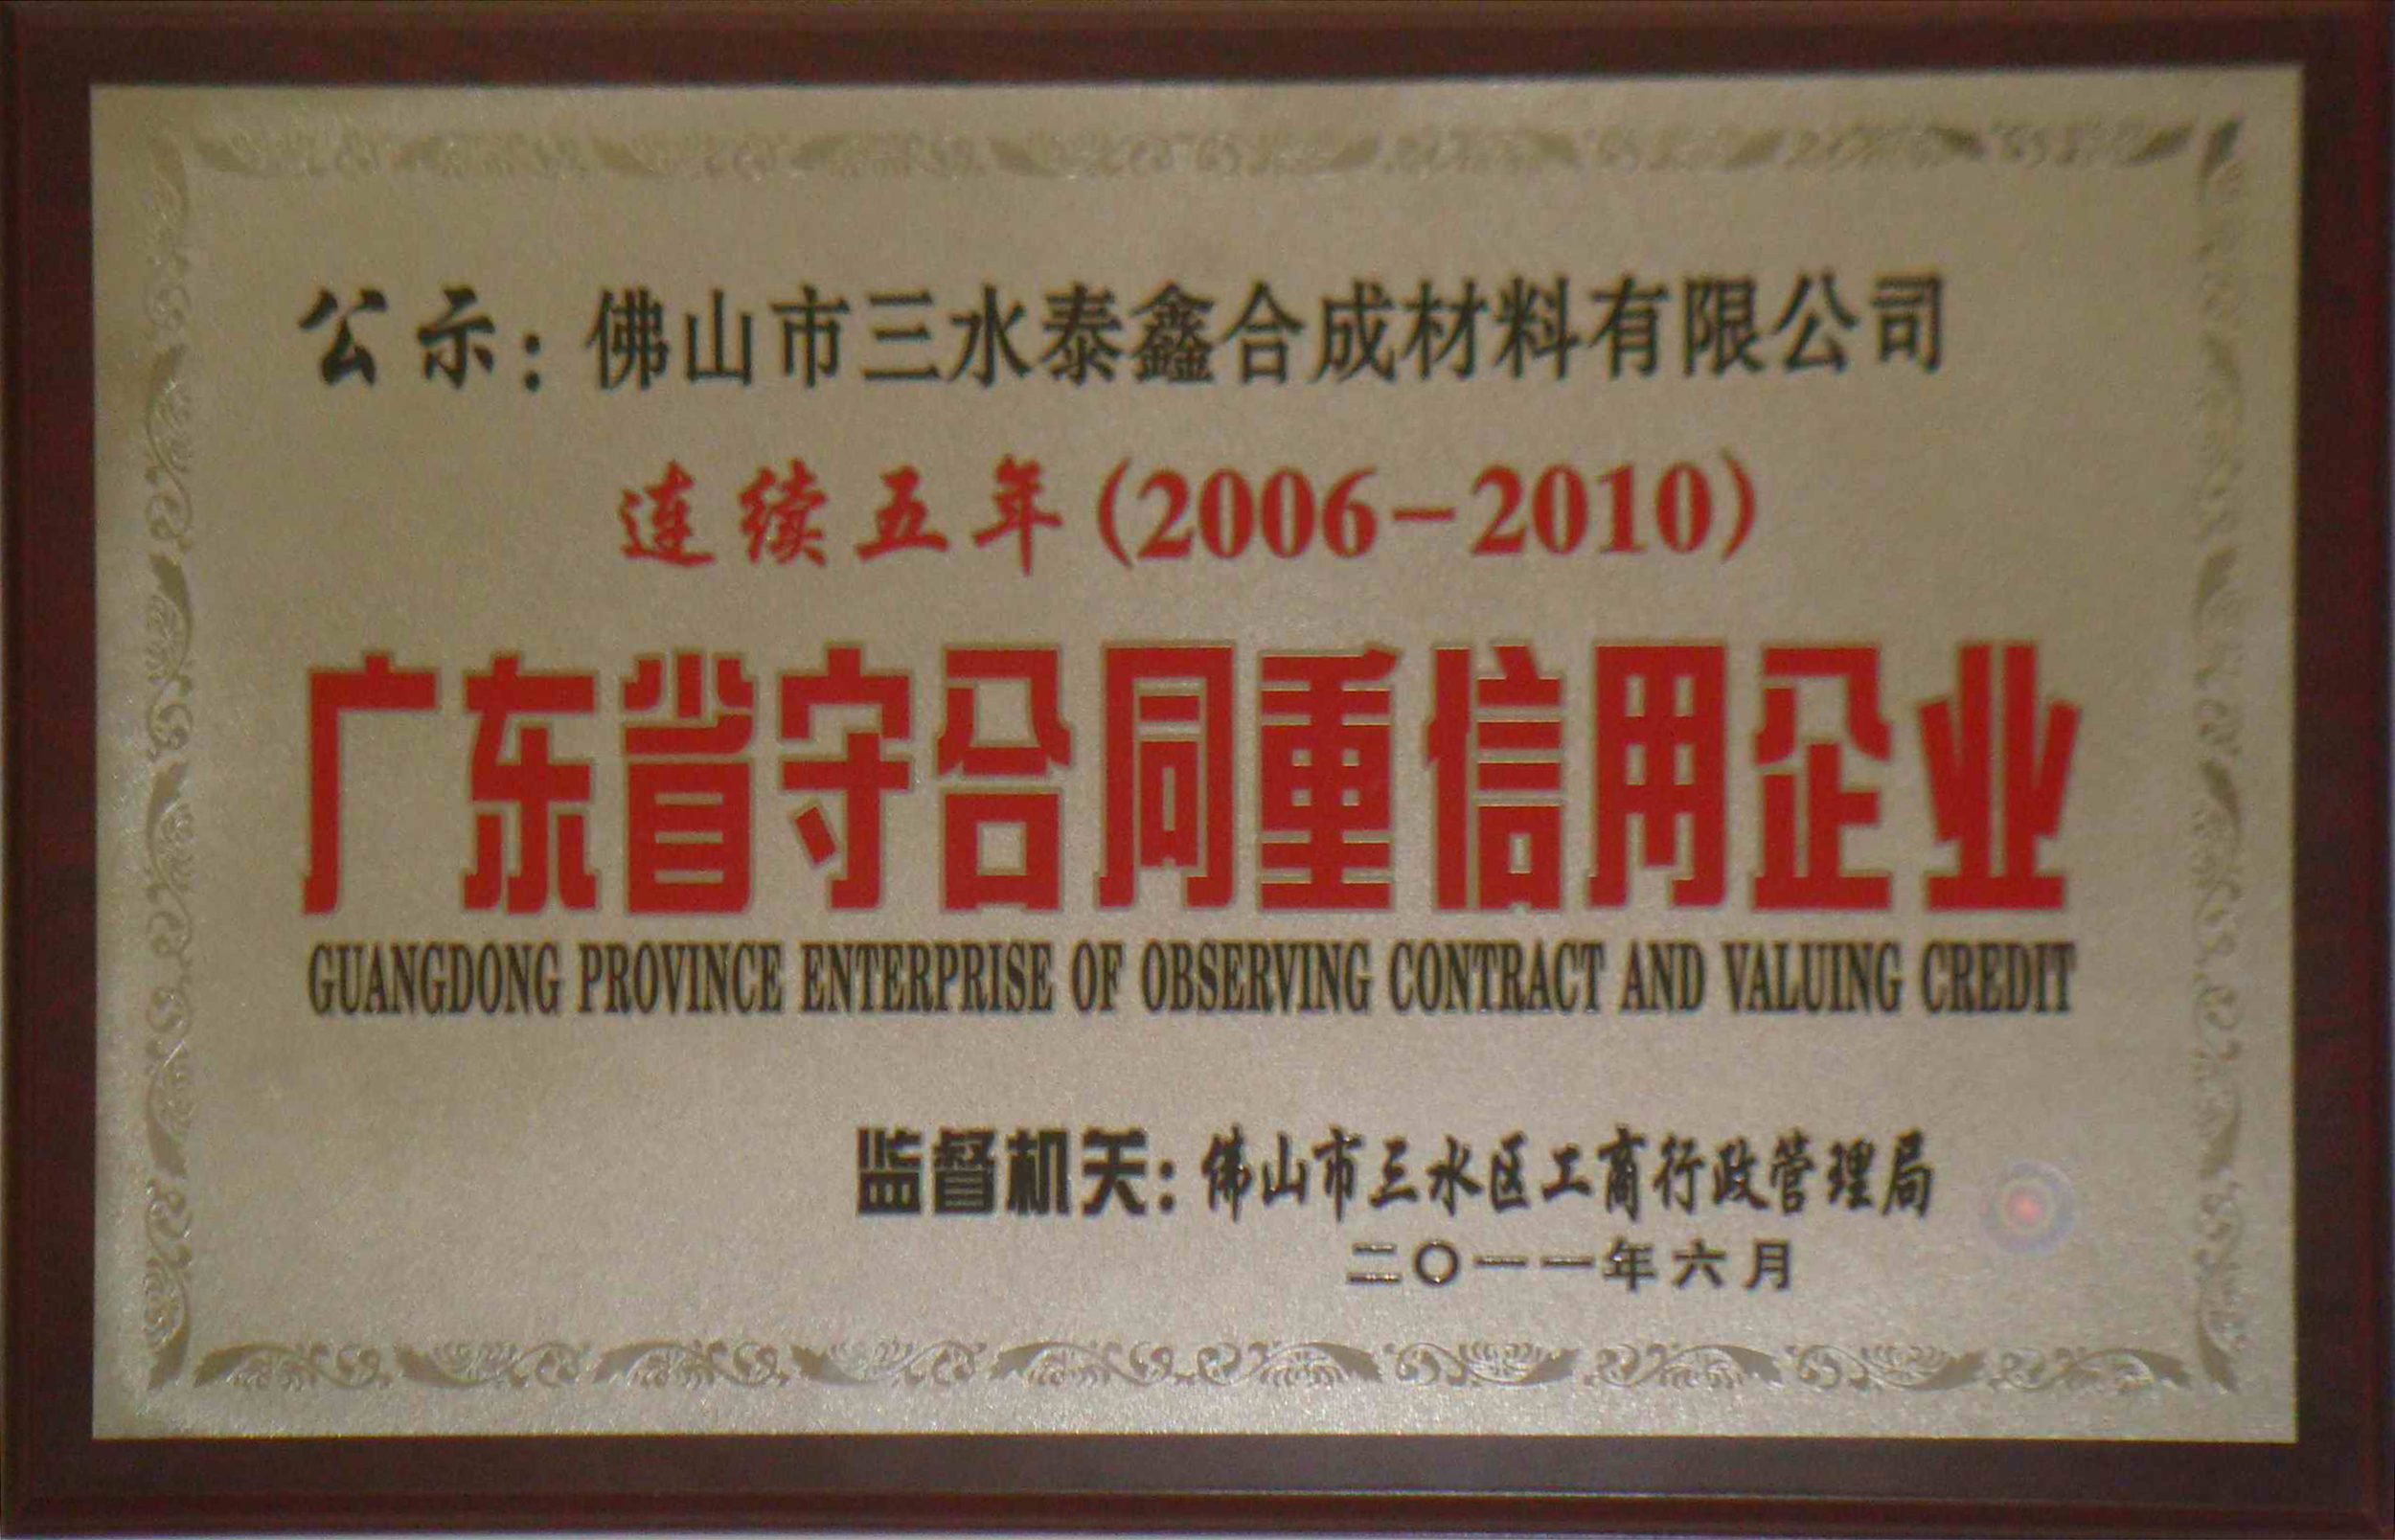 公示：佛山市三水泰鑫合成材料有限公司
连续五年(2006-2010)
广东省守合同重信用企业
GUANGDONG PROVINCE ENTERPRISE OF OBSERVING CONTRACT AND VALUING CREDIT
监督机关：佛山市三水区工商行政管理局
二〇一一年六月